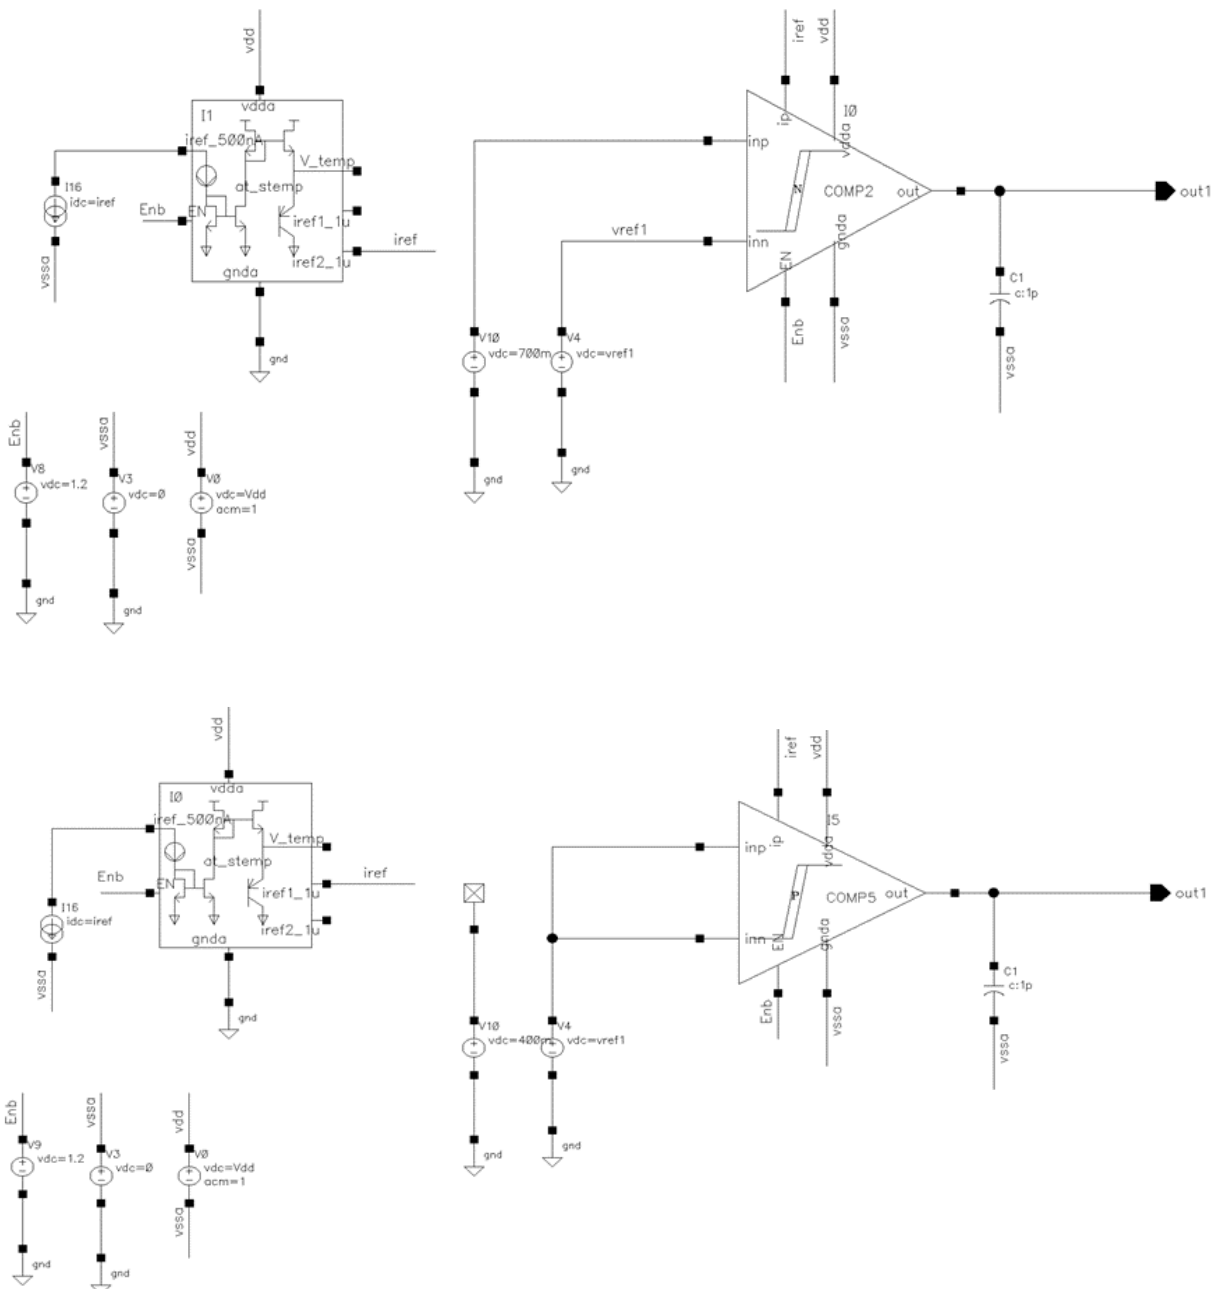 vdd
I1
vdda
iref_500nA
V_temp
at_stemp
I16
idc=iref
Enb
EN
iref1_1u
iref
iref2_1u
gnda
vssa
gnd
iref
vdd
ip
I0
vdda
inp
N
COMP2
out
out1
vref1
inn
EN
gnda
Enb
vssa
C1
c:1p
vssa
V10
vdc=700m
V4
vdc=vref1
gnd
gnd
Enb
V8
vdc=1.2
gnd
vssa
V3
vdc=0
gnd
vdd
V0
vdc=Vdd
acm=1
vssa
vdd
I0
vdda
iref_500nA
V_temp
at_stemp
Enb
EN
iref1_1u
iref
I16
idc=iref
iref2_1u
gnda
vssa
gnd
iref
vdd
I5
ip
vdda
inp
P
COMP5
out
out1
inn
EN
gnda
Enb
vssa
C1
c:1p
vssa
V10
vdc=400m
V4
vdc=vref1
gnd
gnd
Enb
V9
vdc=1.2
gnd
vssa
V3
vdc=0
gnd
vdd
V0
vdc=Vdd
acm=1
vssa